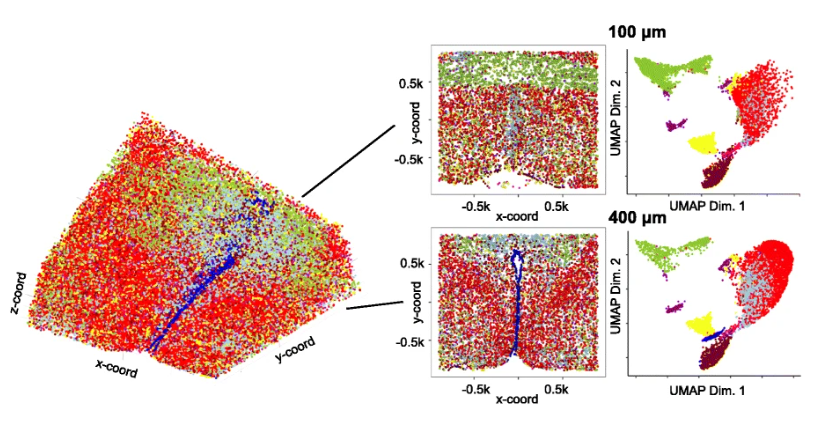 100 μm
0.5k
-0.5k
y-coord
-0.5k 0.5k
x-coord
UMAP Dim. 2
UMAP Dim. 1
400 μm
0.5k
-0.5k
y-coord
-0.5k 0.5k
x-coord
UMAP Dim. 2
UMAP Dim. 1
z-coord
x-coord
y-coord